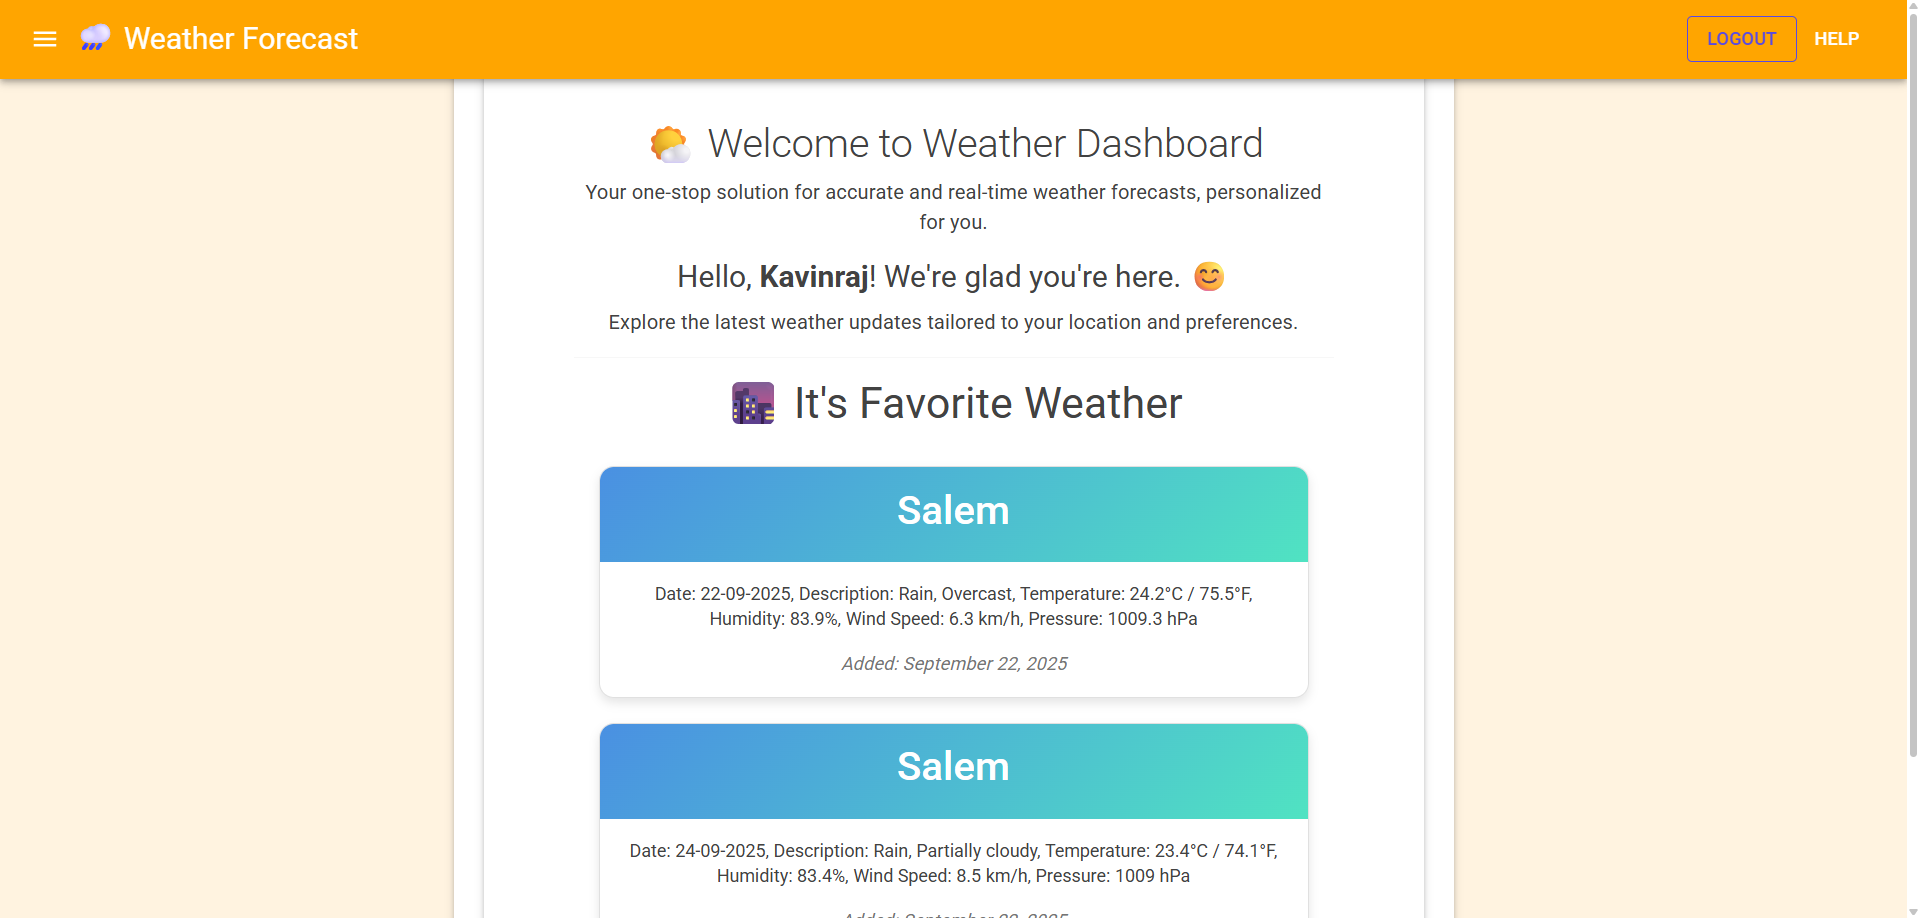 Weather Forecast
LOGOUT
HELP
Welcome to Weather Dashboard
Your one-stop solution for accurate and real-time weather forecasts, personalized
for you.
Hello, Kavinraj! We're glad you're here.
Explore the latest weather updates tailored to your location and preferences.
It's Favorite Weather
Salem
Date: 22-09-2025, Description: Rain, Overcast, Temperature: 24.2°C / 75.5°F,
Humidity: 83.9%, Wind Speed: 6.3 km/h, Pressure: 1009.3 hPa
Added: September 22, 2025
Salem
Date: 24-09-2025, Description: Rain, Partially cloudy, Temperature: 23.4°C / 74.1°F,
Humidity: 83.4%, Wind Speed: 8.5 km/h, Pressure: 1009 hPa